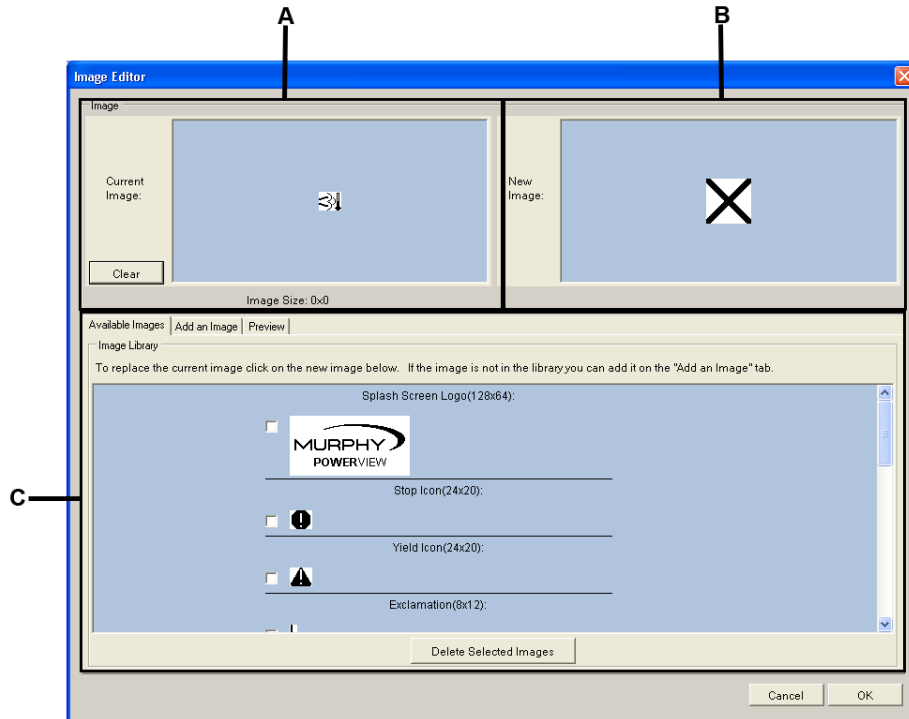 A
B
Image Editor
Image
Current
Image:
Clear
Image Size: 0x0
New
Image:
Available Images
Add an Image
Preview
Image Library
To replace the current image click on the new image below. If the image is not in the library you can add it on the "Add an Image" tab.
Splash Screen Logo(128x64):
MURPHY
POWERVIEW
Stop Icon(24x20):
Yield Icon(24x20):
Exclamation(8x12):
C
Delete Selected Images
Cancel
OK